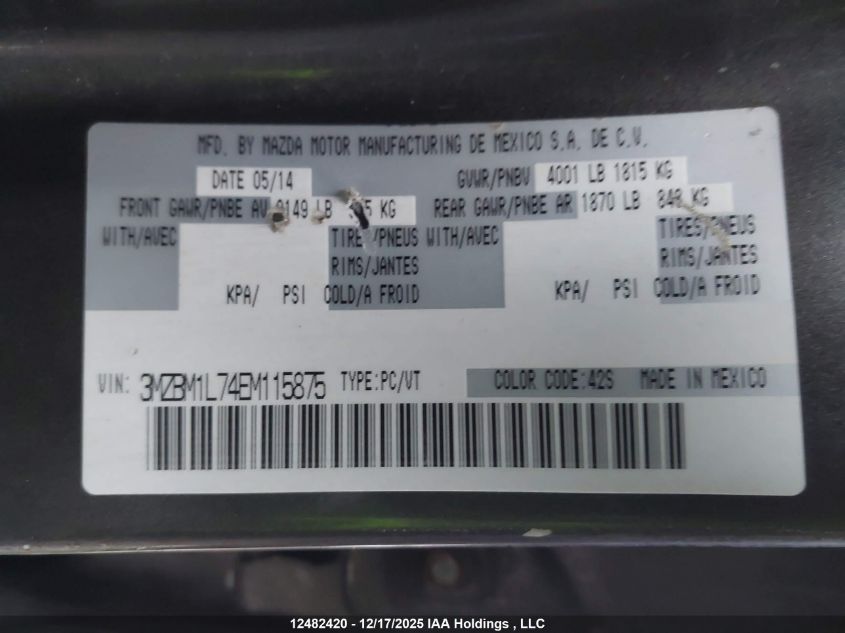 MFD. BY MAZDA MOTOR MANUFACTURING DE MEXICO S.A. DE C.V.
DATE 05/14 GVWR/PNBV 4001 LB 1815 KG
FRONT GAWR/PNBE AV LB KG REAR GAWR/PNBE AR 1870 LB 848 KG
WITH/AVEC TIRES/PNEUS WITH/AVEC TIRES/PNEUS
RIMS/JANTES RIMS/JANTES
KPA/ PSI COLD/A FROID KPA/ PSI COLD/A FROID
VIN: 3MZBM1L74EM115875 TYPE:PC/VT COLOR CODE:42S MADE IN MEXICO
12482420 - 12/17/2025 IAA Holdings , LLC